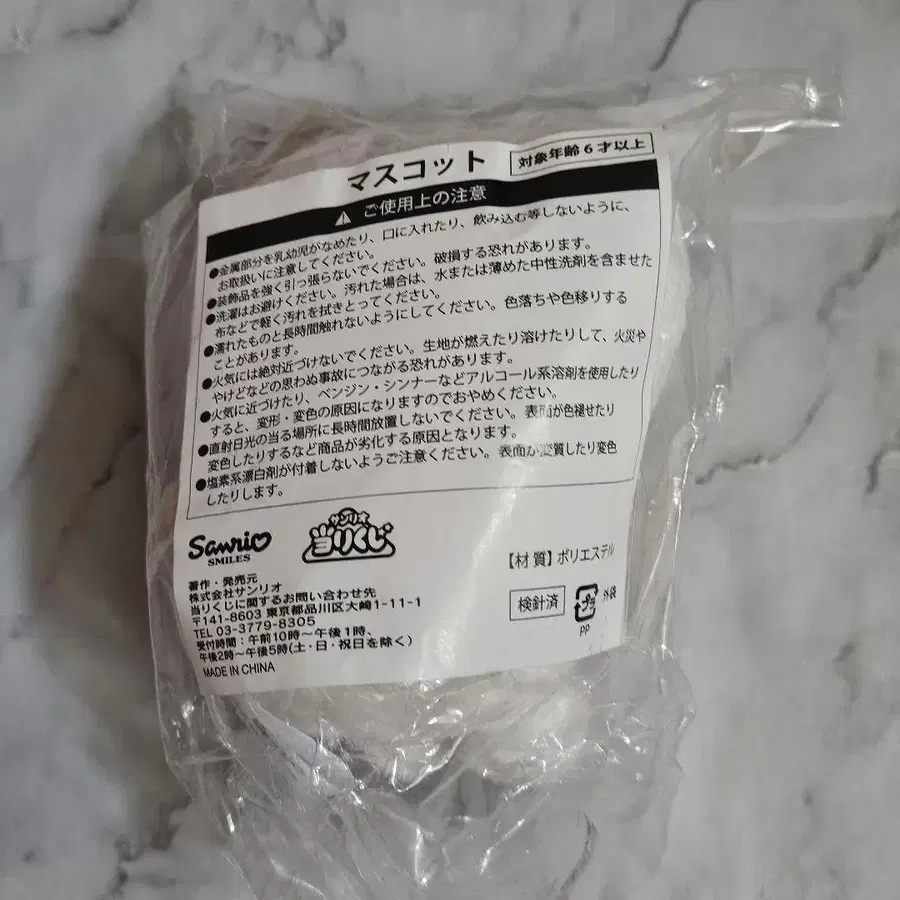 マスコット
対象年齢6才以上
ご使用上の注意
●金属部分を乳幼児がなめたり、口に入れたり、飲み込む等しないように、
お取扱いに注意してください。
●装飾品を強く引っ張らないでください。破損する恐れがあります。
●洗濯はお避けください。汚れた場合は、水または薄めた中性洗剤を含ませた
布などで軽く汚れを拭きとってください。
●濡れたものと長時間触れないようにしてください。色落ちや色移りする
ことがあります。
●火気には絶対近づけないでください。生地が燃えたり溶けたりして、火災や
やけどなどの思わぬ事故につながる恐れがあります。
●火気に近づけたり、ベンジン・シンナーなどアルコール系溶剤を使用したり
すると、変形・変色の原因になりますのでおやめください。
●直射日光の当る場所に長時間放置しないでください。表面が色褪せたり
変色したりするなど商品が劣化する原因となります。
●塩素系漂白剤が付着しないようご注意ください。表面が変質したり変色
したりします。
Sanrio
SMILES
サンリオ
当りくじ
【材 質】ポリエステル
検針済
プラ
外袋
PP
著作・発売元
株式会社サンリオ
当りくじに関するお問い合わせ先
〒141-8603 東京都品川区大崎1-11-1
TEL 03-3779-8305
受付時間：午前10時〜午後1時、
午後2時〜午後5時(土・日・祝日を除く)
MADE IN CHINA